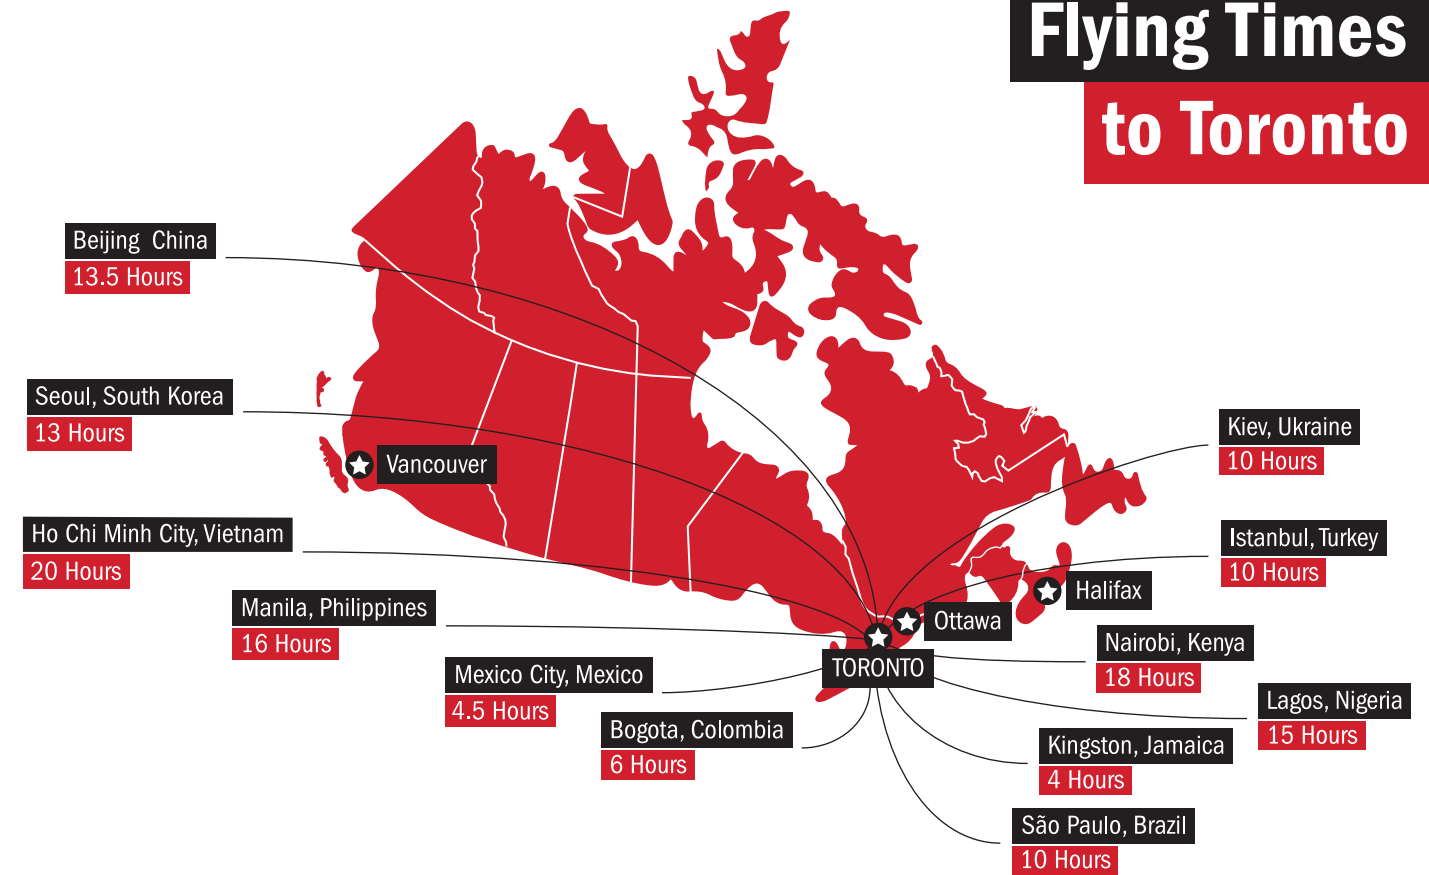 Flying Times
to Toronto
Beijing  China
13.5 Hours
Seoul, South Korea
13 Hours
Vancouver
Ho Chi Minh City, Vietnam
20 Hours
Manila, Philippines
16 Hours
Mexico City, Mexico
4.5 Hours
Bogota, Colombia
6 Hours
Kiev, Ukraine
10 Hours
Istanbul, Turkey
10 Hours
Halifax
Ottawa
TORONTO
Nairobi, Kenya
18 Hours
Lagos, Nigeria
15 Hours
Kingston, Jamaica
4 Hours
São Paulo, Brazil
10 Hours